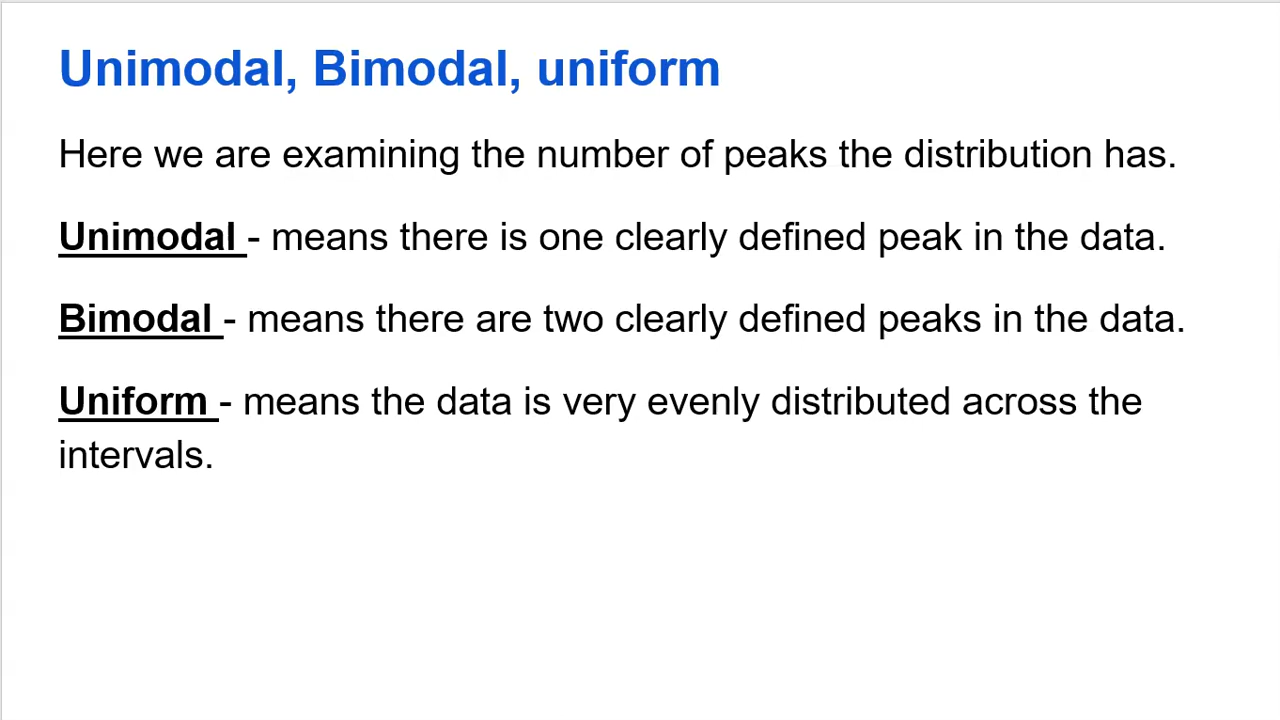 Unimodal, Bimodal, uniform
Here we are examining the number of peaks the distribution has.
Unimodal - means there is one clearly defined peak in the data.
Bimodal - means there are two clearly defined peaks in the data.
Uniform - means the data is very evenly distributed across the
intervals.